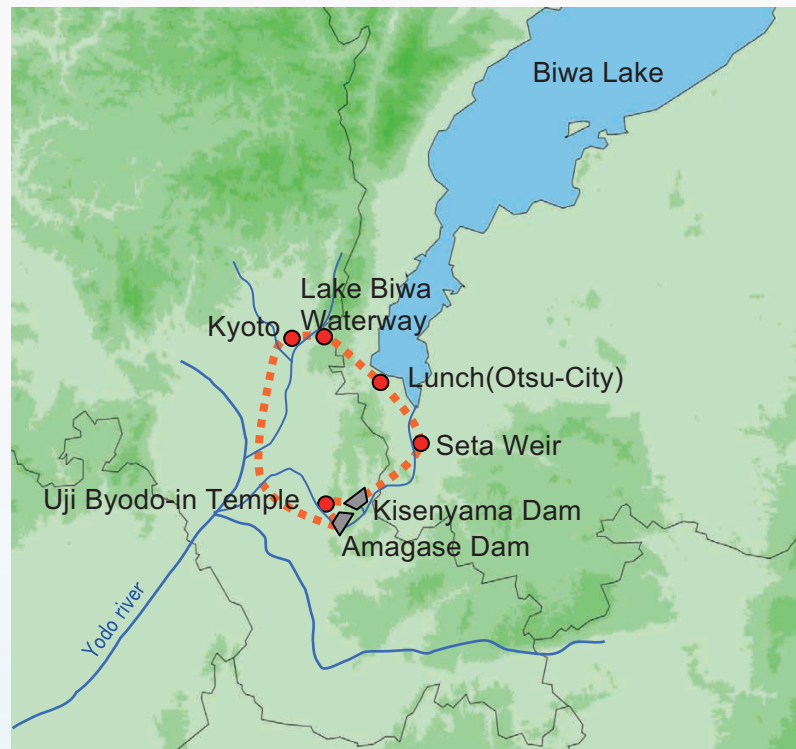 Biwa Lake
Lake Biwa
Waterway
Kyoto
Lunch(Otsu-City)
Seta Weir
Uji Byodo-in Temple
Kisenyama Dam
Amagase Dam
Yodo river